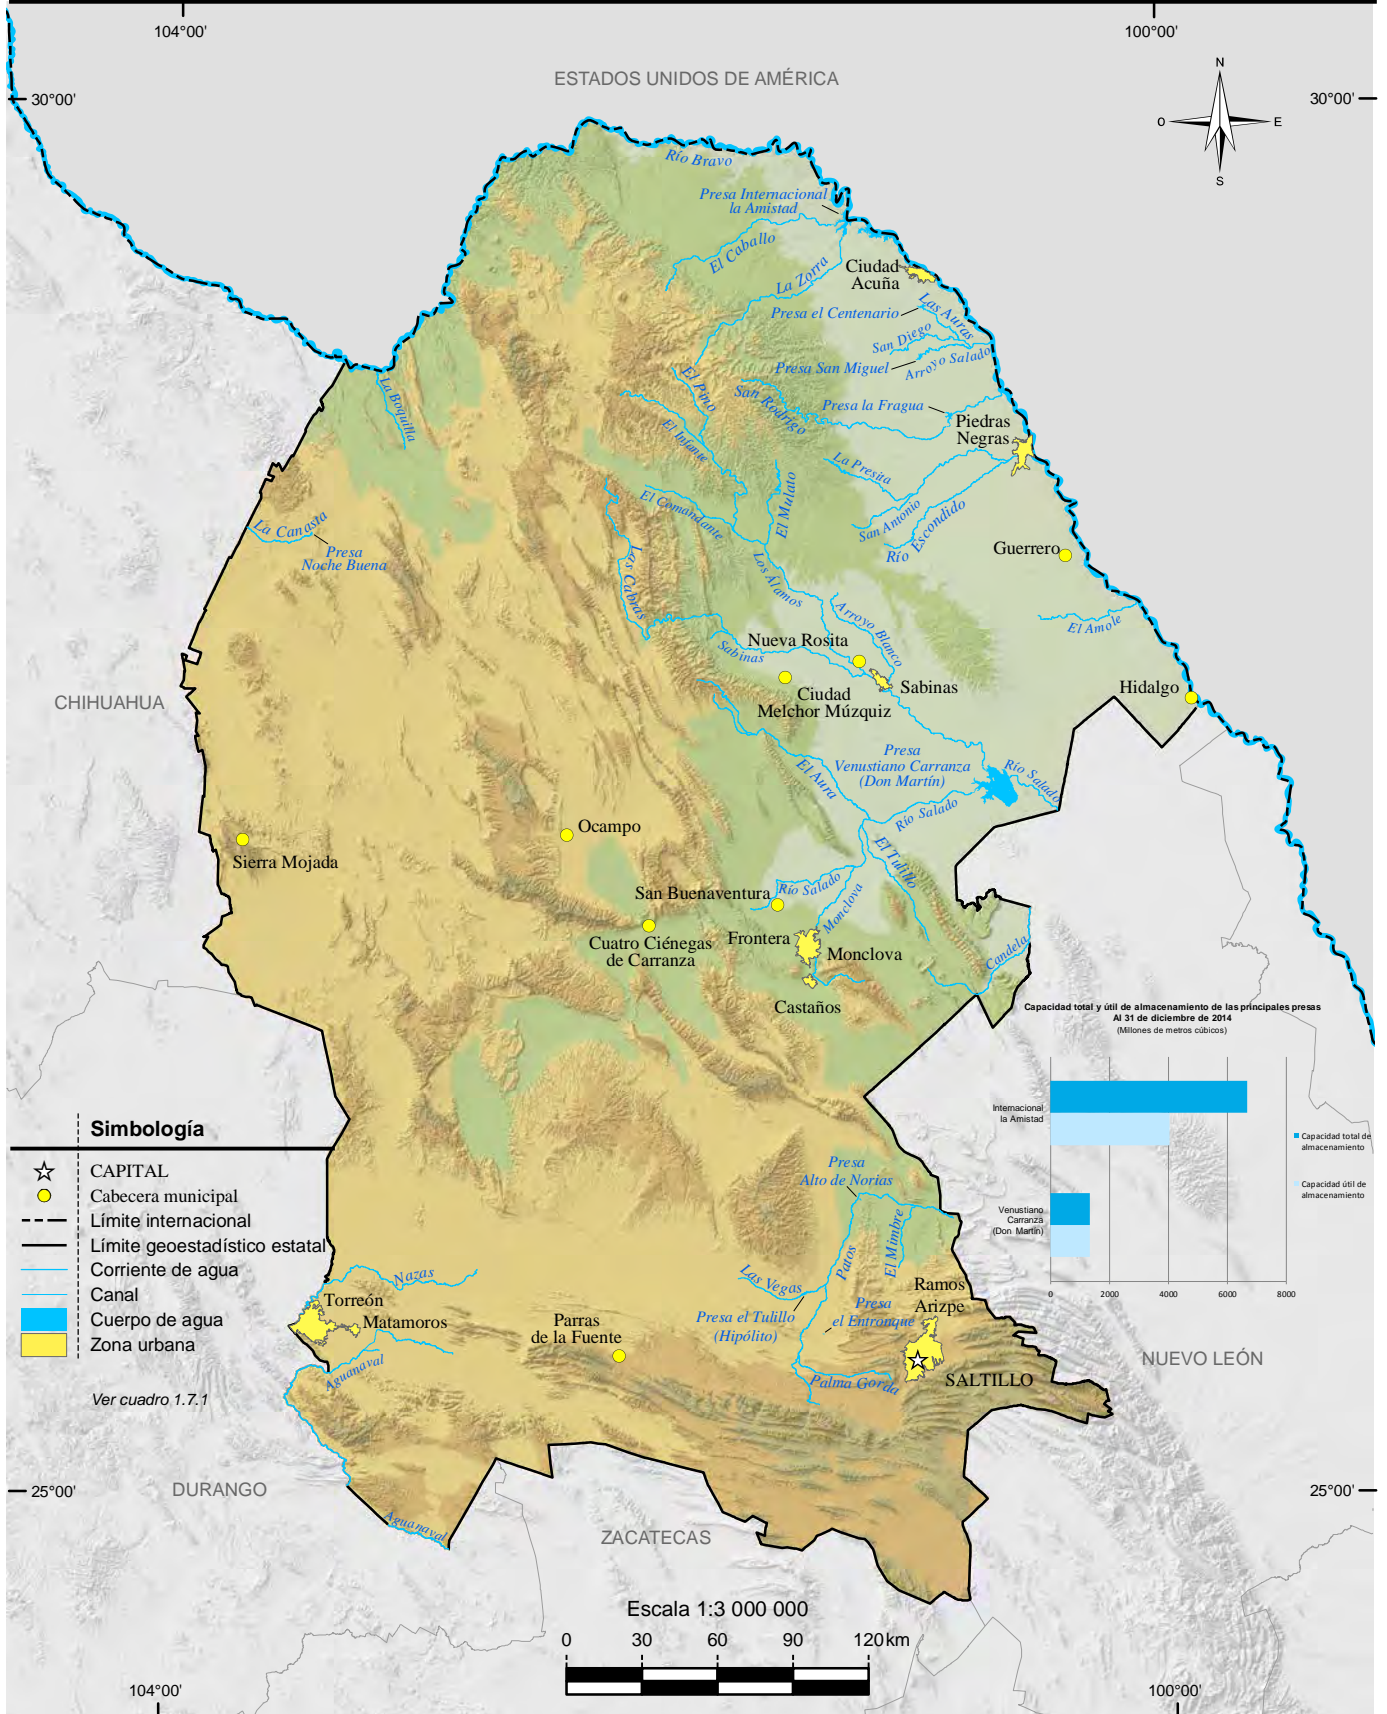 104°00'
100°00'
ESTADOS UNIDOS DE AMÉRICA
30°00'
30°00'
N
O
E
S
Río Bravo
Presa Internacional
la Amistad
El Caballo
La Zorra
Ciudad
Acuña
Presa el Centenario
Las Auras
San Diego
Arroyo Salado
Presa San Miguel
La Boquilla
El Pino
San Rodrigo
Presa la Fragua
Piedras
Negras
El Infante
La Presita
El Mulato
El Comandante
San Antonio
Río Escondido
La Canasta
Presa
Noche Buena
Guerrero
Las Cabras
Los Álamos
Arroyo Blanco
El Amole
Nueva Rosita
Sabinas
Sabinas
Ciudad
Melchor Múzquiz
Hidalgo
CHIHUAHUA
Presa
Venustiano Carranza
(Don Martín)
El Aura
Río Salado
Río Salado
Ocampo
Sierra Mojada
El Tulillo
San Buenaventura
Río Salado
Monclova
Cuatro Ciénegas
de Carranza
Frontera
Monclova
Candela
Castaños
Capacidad total y útil de almacenamiento de las principales presas
Al 31 de diciembre de 2014
(Millones de metros cúbicos)
Internacional
la Amistad
Capacidad total de
almacenamiento
Capacidad útil de
almacenamiento
Venustiano
Carranza
(Don Martín)
0
2000
4000
6000
8000
Simbología
CAPITAL
Cabecera municipal
Límite internacional
Límite geoestadístico estatal
Corriente de agua
Canal
Cuerpo de agua
Zona urbana
Ver cuadro 1.7.1
Presa
Alto de Norias
Patos
El Mimbre
Nazas
Las Vegas
Ramos
Arizpe
Torreón
Matamoros
Parras
de la Fuente
Presa el Tulillo
(Hipólito)
Presa
el Entronque
Aguanaval
Palma Gorda
SALTILLO
NUEVO LEÓN
25°00'
DURANGO
25°00'
Aguanaval
ZACATECAS
Escala 1:3 000 000
0
30
60
90
120 km
104°00'
100°00'